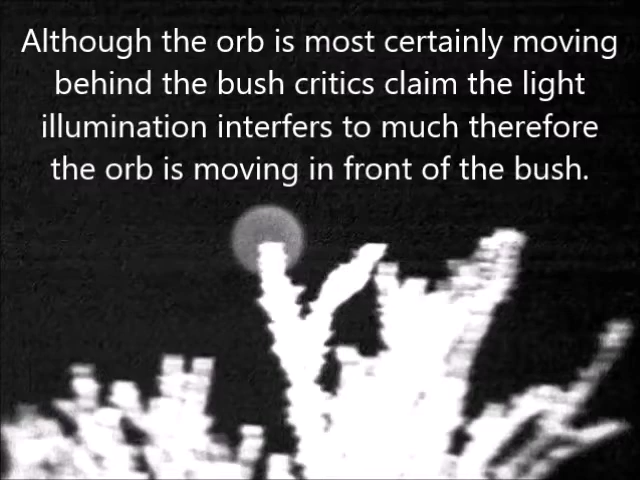 Although the orb is most certainly moving
behind the bush critics claim the light
illumination interfers to much therefore
the orb is moving in front of the bush.